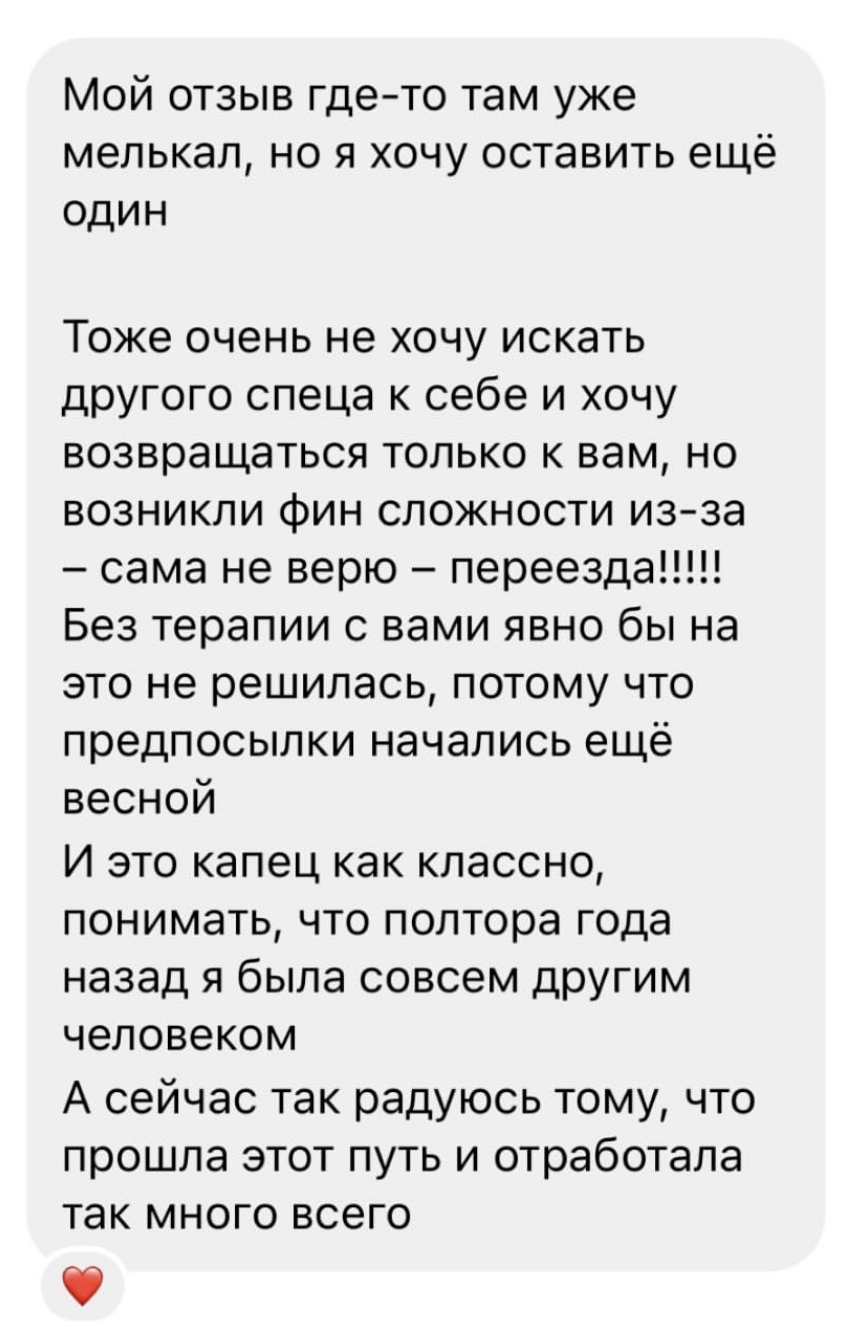 Мой отзыв где-то там уже
мелькал, но я хочу оставить ещё
один
Тоже очень не хочу искать
другого спеца к себе и хочу
возвращаться только к вам, но
возникли фин сложности из-за
– сама не верю – переезда!!!!!
Без терапии с вами явно бы на
это не решилась, потому что
предпосылки начались ещё
весной
И это капец как классно,
понимать, что полтора года
назад я была совсем другим
человеком
А сейчас так радуюсь тому, что
прошла этот путь и отработала
так много всего